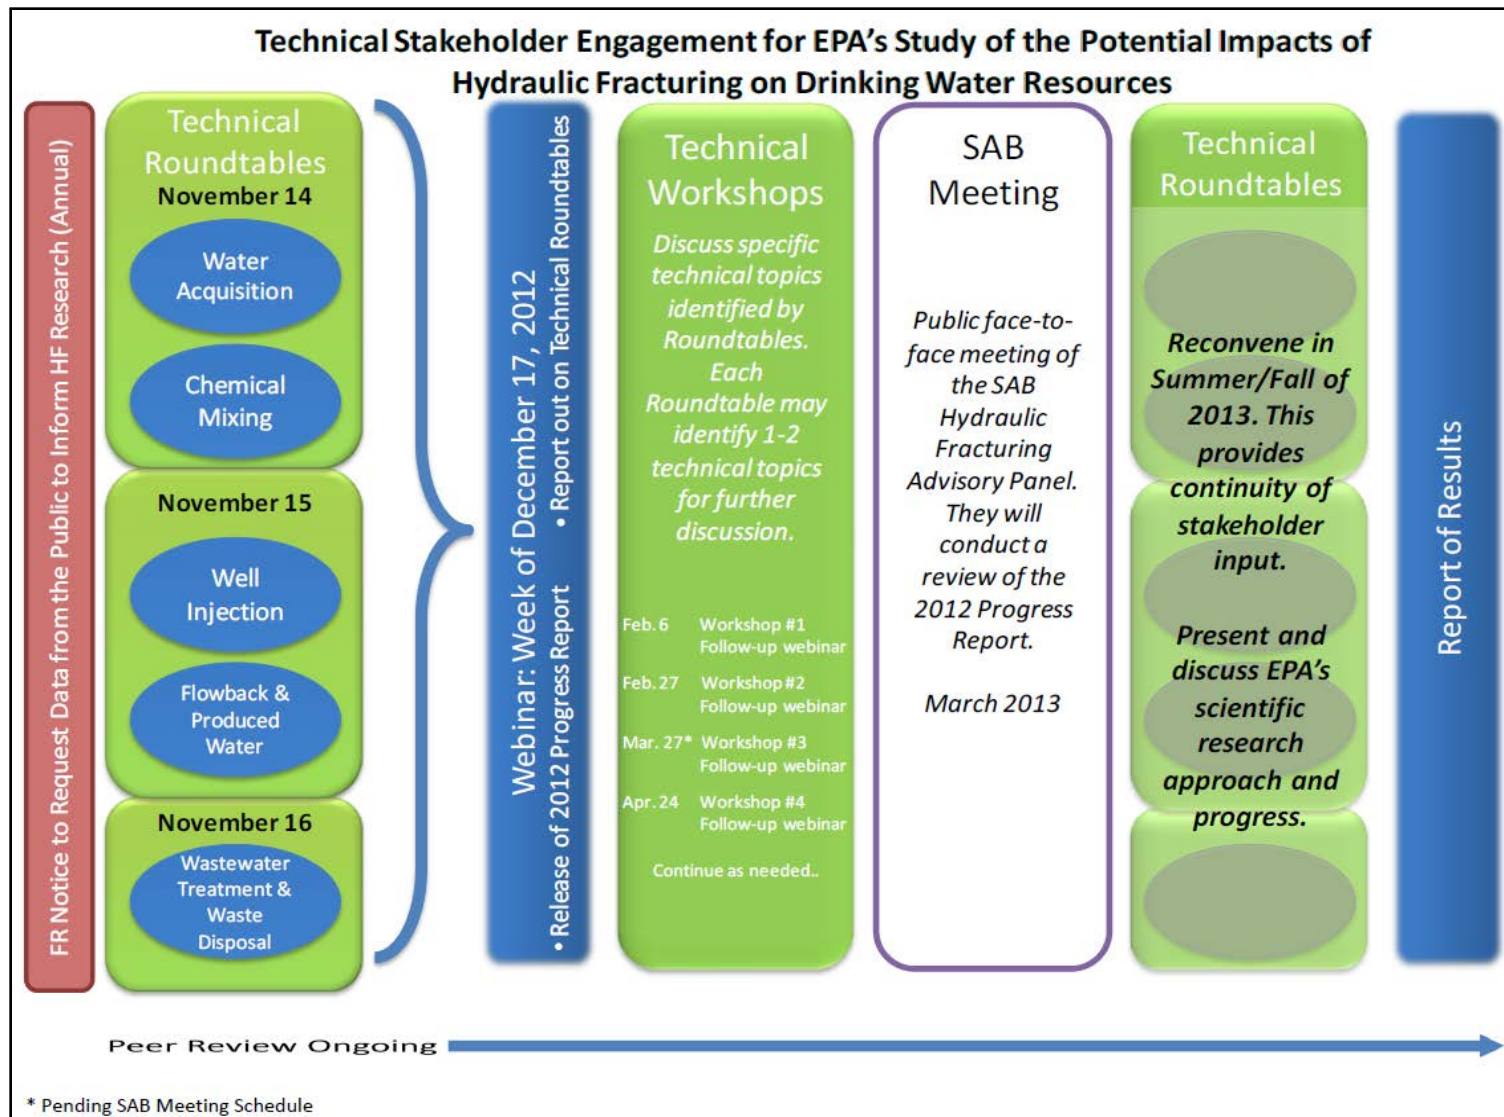 Technical Stakeholder Engagement for EPA's Study of the Potential Impacts of
Hydraulic Fracturing on Drinking Water Resources
FR Notice to Request Data from the Public to Inform HF Research (Annual)
Technical
Roundtables
November 14
Water
Acquisition
Chemical
Mixing
November 15
Well
Injection
Flowback &
Produced
Water
November 16
Wastewater
Treatment &
Waste
Disposal
Webinar: Week of December 17, 2012
• Release of 2012 Progress Report • Report out on Technical Roundtables
Technical
Workshops
Discuss specific
technical topics
identified by
Roundtables.
Each
Roundtable may
identify 1-2
technical topics
for further
discussion.
Feb. 6 Workshop #1
Follow-up webinar
Feb. 27 Workshop #2
Follow-up webinar
Mar. 27* Workshop #3
Follow-up webinar
Apr. 24 Workshop #4
Follow-up webinar
Continue as needed..
SAB
Meeting
Public face-to-
face meeting of
the SAB
Hydraulic
Fracturing
Advisory Panel.
They will
conduct a
review of the
2012 Progress
Report.
March 2013
Technical
Roundtables
Reconvene in
Summer/Fall of
2013. This
provides
continuity of
stakeholder
input.
Present and
discuss EPA's
scientific
research
approach and
progress.
Report of Results
Peer Review Ongoing
* Pending SAB Meeting Schedule